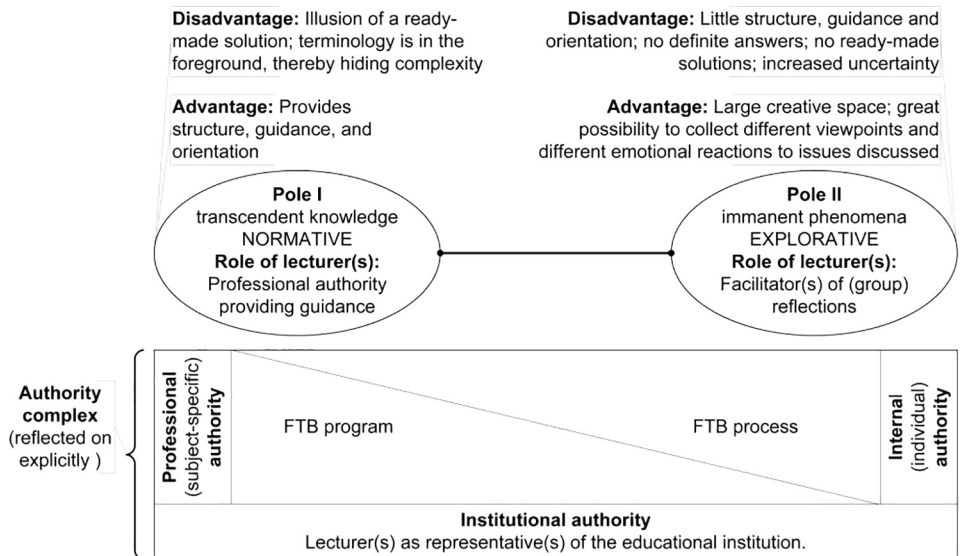 Disadvantage: Illusion of a ready-
made solution; terminology is in the
foreground, thereby hiding complexity
Advantage: Provides
structure, guidance, and
orientation
Disadvantage: Little structure, guidance and
orientation; no definite answers; no ready-made
solutions; increased uncertainty
Advantage: Large creative space; great
possibility to collect different viewpoints and
different emotional reactions to issues discussed
Pole I
transcendent knowledge
NORMATIVE
Role of lecturer(s):
Professional authority
providing guidance
Pole II
immanent phenomena
EXPLORATIVE
Role of lecturer(s):
Facilitator(s) of (group)
reflections
Authority
complex
(reflected on
explicitly )
Professional
(subject-specific)
authority
FTB program
FTB process
Internal
(individual)
authority
Institutional authority
Lecturer(s) as representative(s) of the educational institution.